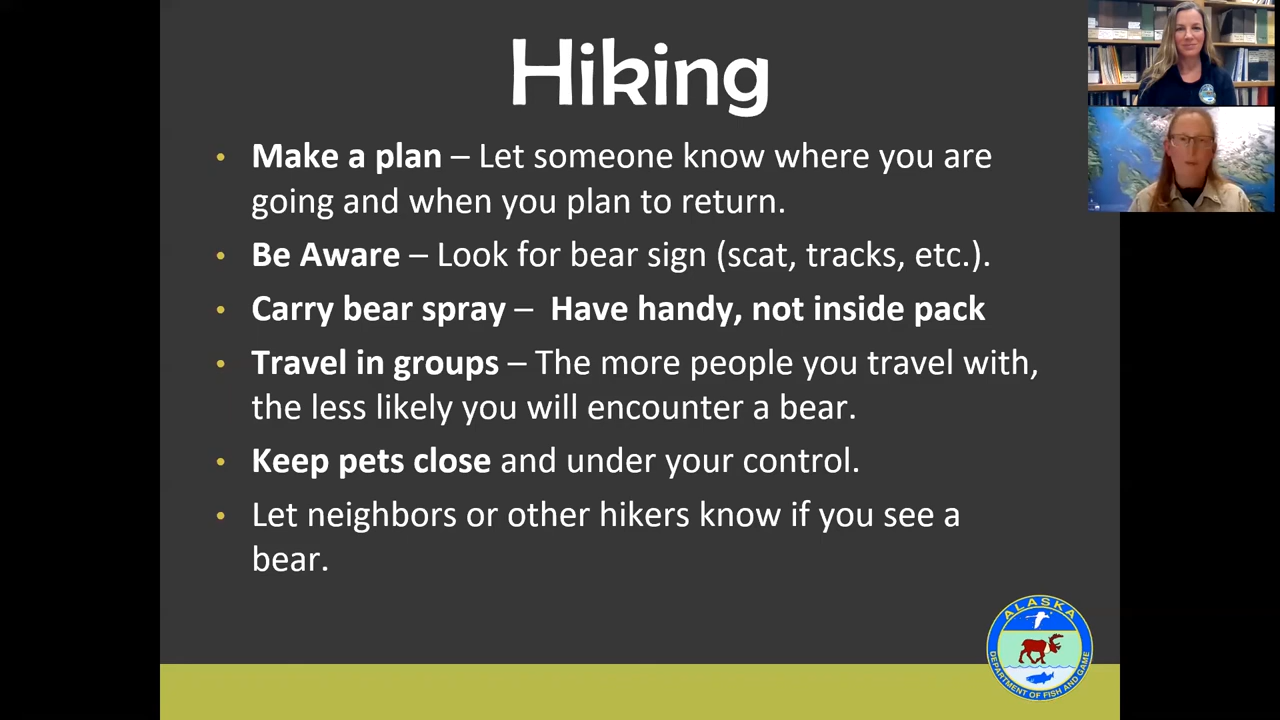 Hiking
• Make a plan – Let someone know where you are
going and when you plan to return.
• Be Aware – Look for bear sign (scat, tracks, etc.).
• Carry bear spray – Have handy, not inside pack
• Travel in groups – The more people you travel with,
the less likely you will encounter a bear.
• Keep pets close and under your control.
• Let neighbors or other hikers know if you see a
bear.
ALASKA
DEPARTMENT OF FISH AND GAME